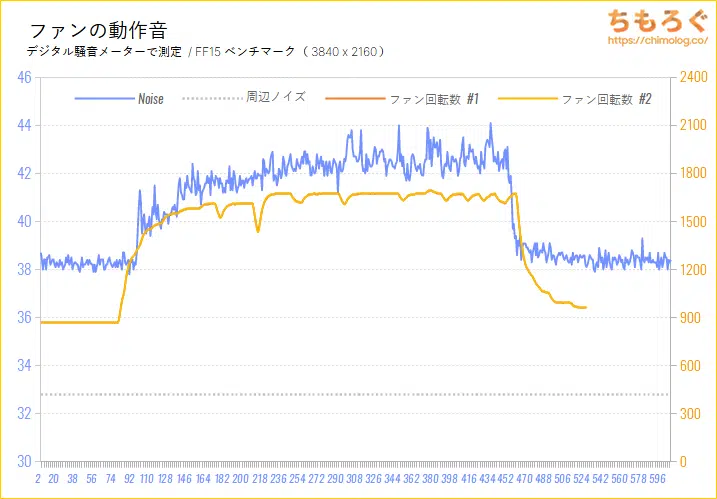 ファンの動作音
ちもろぐ
https://chimolog.co/
デジタル騒音メーターで測定 / FF15 ベンチマーク（3840 x 2160）
46 2400
Noise 周辺ノイズ ファン回転数 #1 ファン回転数 #2
44 2100
42 1800
40 1500
38 1200
36 900
34 600
32 300
30 0
2 20 38 56 74 92 110 128 146 164 182 200 218 236 254 272 290 308 326 344 362 380 398 416 434 452 470 488 506 524 542 560 578 596